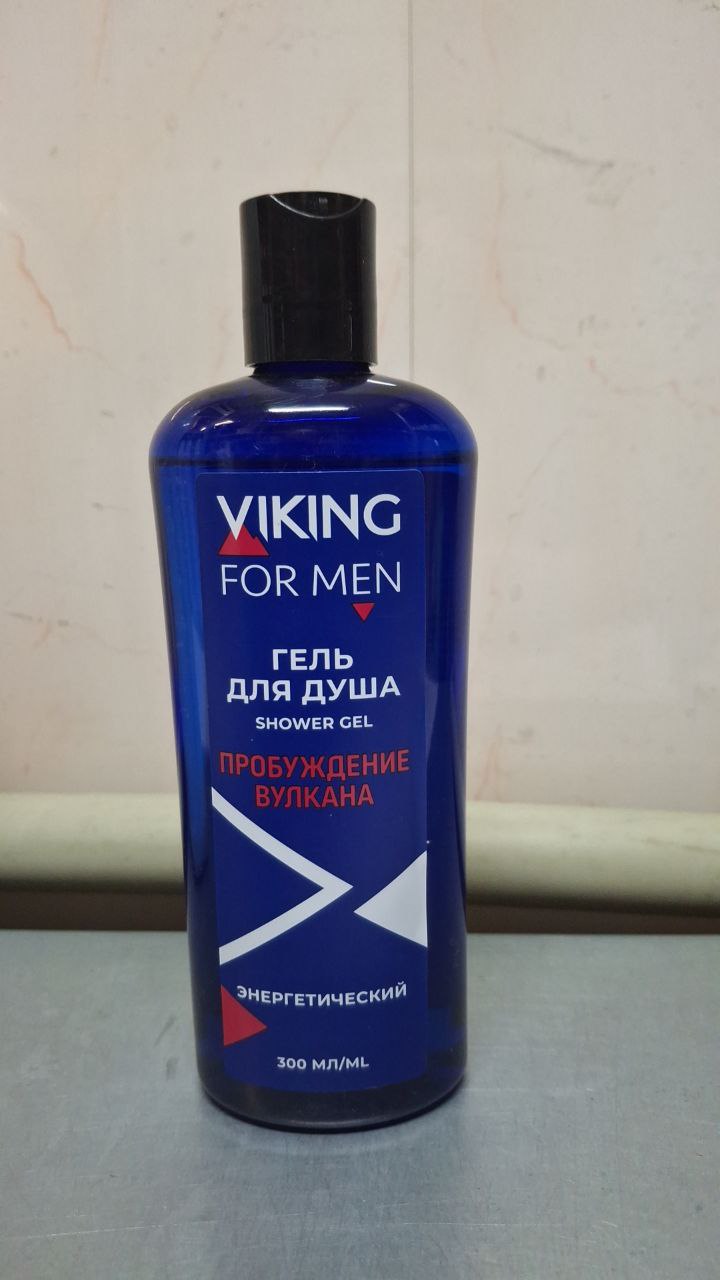 VIKING
FOR MEN
ГЕЛЬ
ДЛЯ ДУША
SHOWER GEL
ПРОБУЖДЕНИЕ
ВУЛКАНА
ЭНЕРГЕТИЧЕСКИЙ
300 МЛ/ML